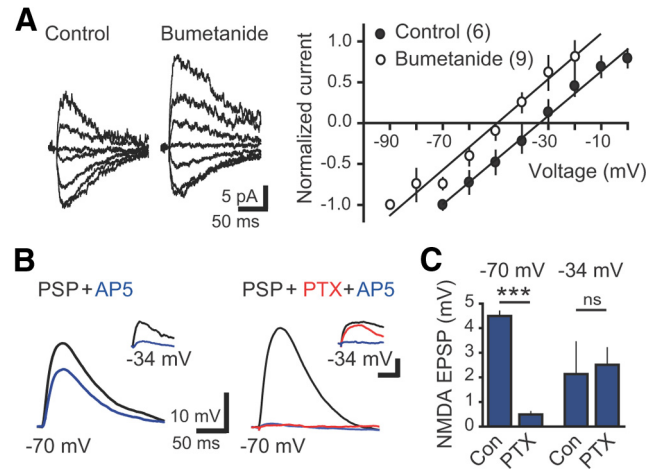 A
Control
Bumetanide
5 pA
50 ms
Normalized current
1.0
0.5
0.0
-0.5
-1.0
Control (6)
Bumetanide (9)
-90
-70
-50
-30
-10
Voltage (mV)
B
PSP+AP5
-34 mV
-70 mV
10 mV
50 ms
PSP+ PTX+AP5
-34 mV
-70 mV
C
-70 mV
-34 mV
***
ns
NMDA EPSP (mV)
5
4
3
2
1
0
Con
PTX
Con
PTX